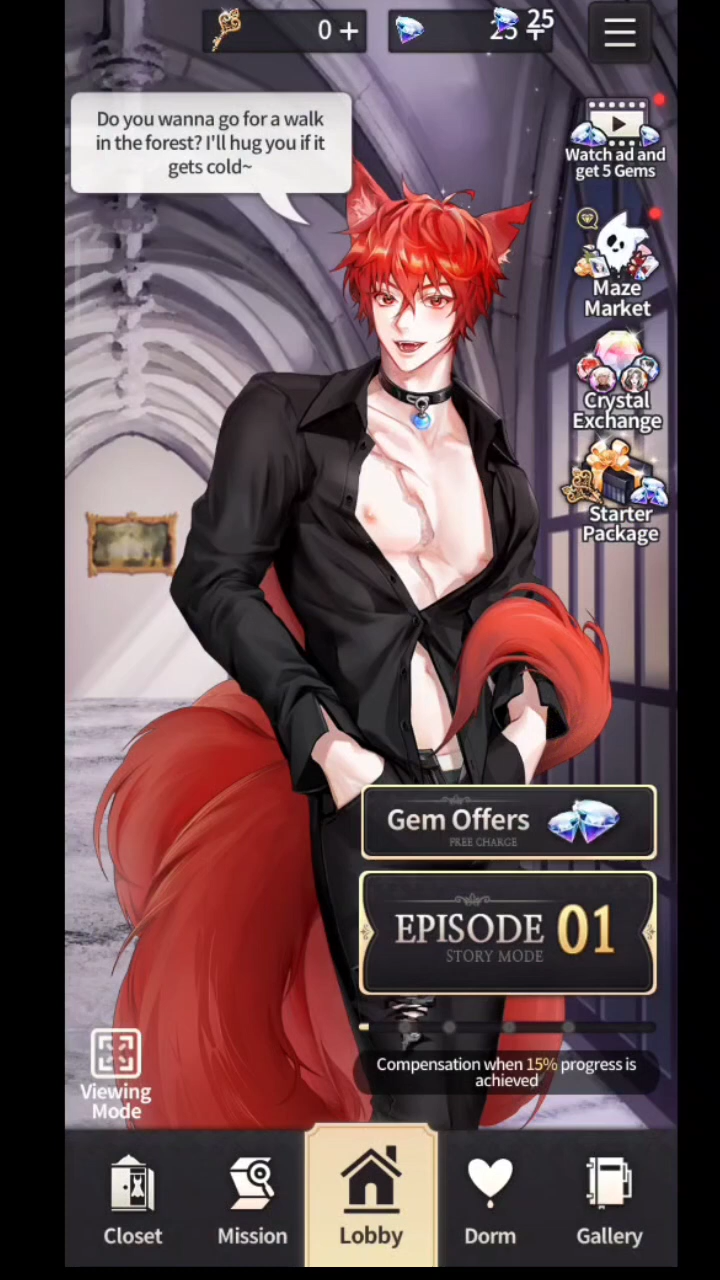 0 +
25 +
25
Do you wanna go for a walk
in the forest? I'll hug you if it
gets cold~
Watch ad and
get 5 Gems
Maze
Market
Crystal
Exchange
Starter
Package
Gem Offers
FREE CHARGE
EPISODE 01
STORY MODE
Compensation when 15% progress is
achieved
Viewing
Mode
Closet
Mission
Lobby
Dorm
Gallery